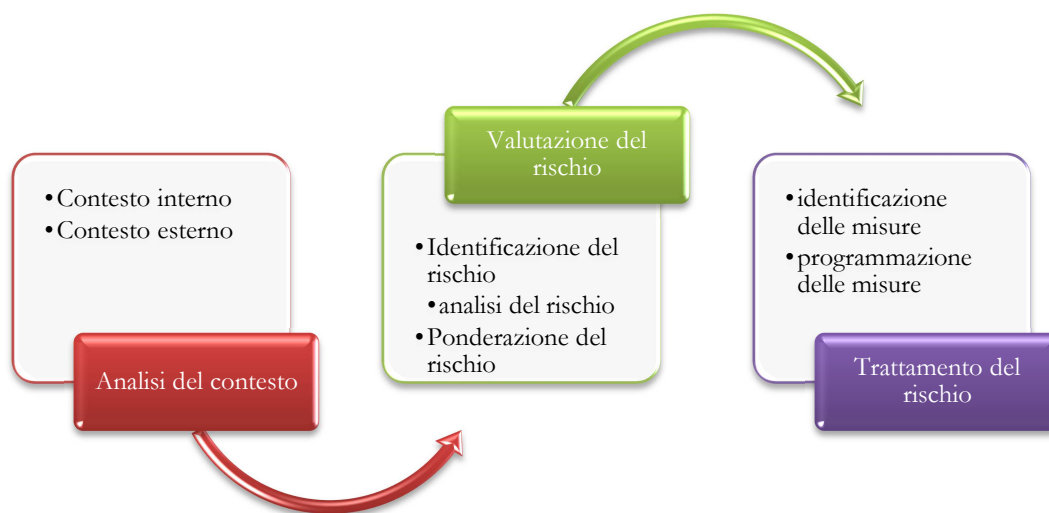 •Contesto interno
•Contesto esterno
Analisi del contesto
Valutazione del
rischio
•Identificazione del
rischio
•analisi del rischio
•Ponderazione del
rischio
•identificazione
delle misure
•programmazione
delle misure
Trattamento del
rischio